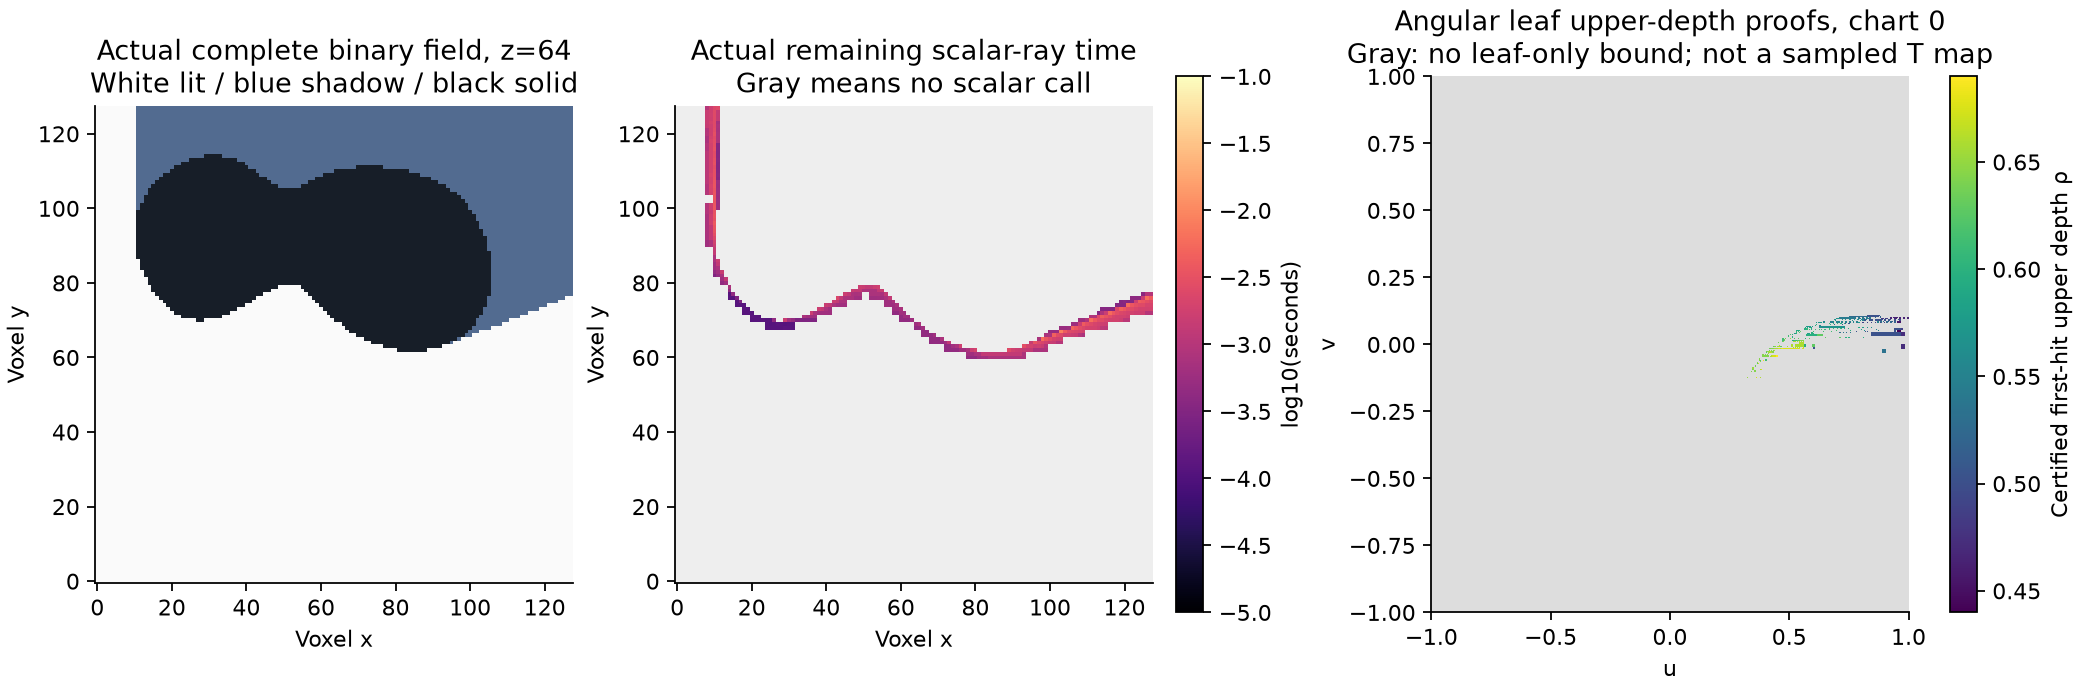 Actual complete binary field, z=64
White lit / blue shadow / black solid
120
100
80
60
40
20
0
Voxel y
0 20 40 60 80 100 120
Voxel x
Actual remaining scalar-ray time
Gray means no scalar call
120
100
80
60
40
20
0
Voxel y
0 20 40 60 80 100 120
Voxel x
−1.0
−1.5
−2.0
−2.5
−3.0
−3.5
−4.0
−4.5
−5.0
log10(seconds)
Angular leaf upper-depth proofs, chart 0
Gray: no leaf-only bound; not a sampled T map
1.00
0.75
0.50
0.25
0.00
−0.25
−0.50
−0.75
−1.00
v
−1.0 −0.5 0.0 0.5 1.0
u
0.65
0.60
0.55
0.50
0.45
Certified first-hit upper depth ρ